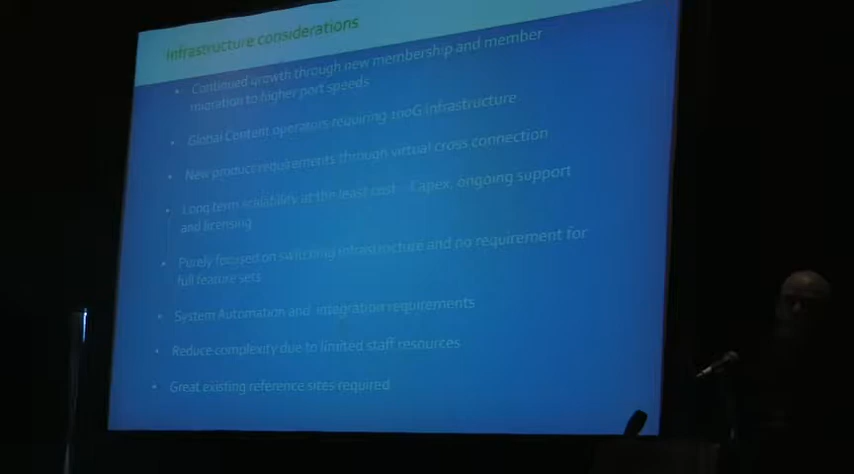 Infrastructure considerations
• Continued growth through new membership and member
migration to higher port speeds
• Global Content operators requiring 100G infrastructure
• New product requirements through virtual cross connection
• Long term scalability at the least cost – Capex, ongoing support
and licensing
• Purely focused on switching infrastructure and no requirement for
full feature sets
• System Automation and integration requirements
• Reduce complexity due to limited staff resources
• Great existing reference sites required